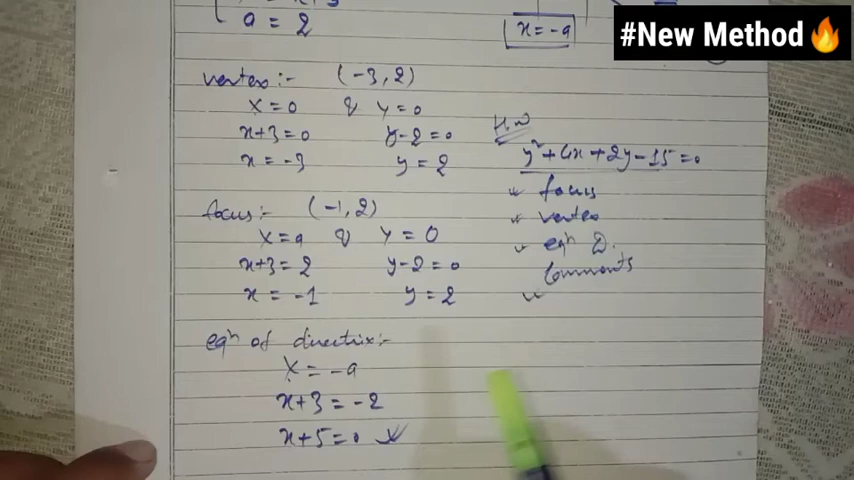 #New Method🔥
a = 2
x = -a
vertex:- (-3, 2)
X = 0 & Y = 0
x+3 = 0 y-2 = 0
x = -3 y = 2
H.W
y²+4x+2y-15=0
focus
vertex
eqⁿ D.
Comments
focus:- (-1, 2)
X = a & Y = 0
x+3 = 2 y-2 = 0
x = -1 y = 2
eqⁿ of directrix:-
X = -a
x+3 = -2
x+5 = 0